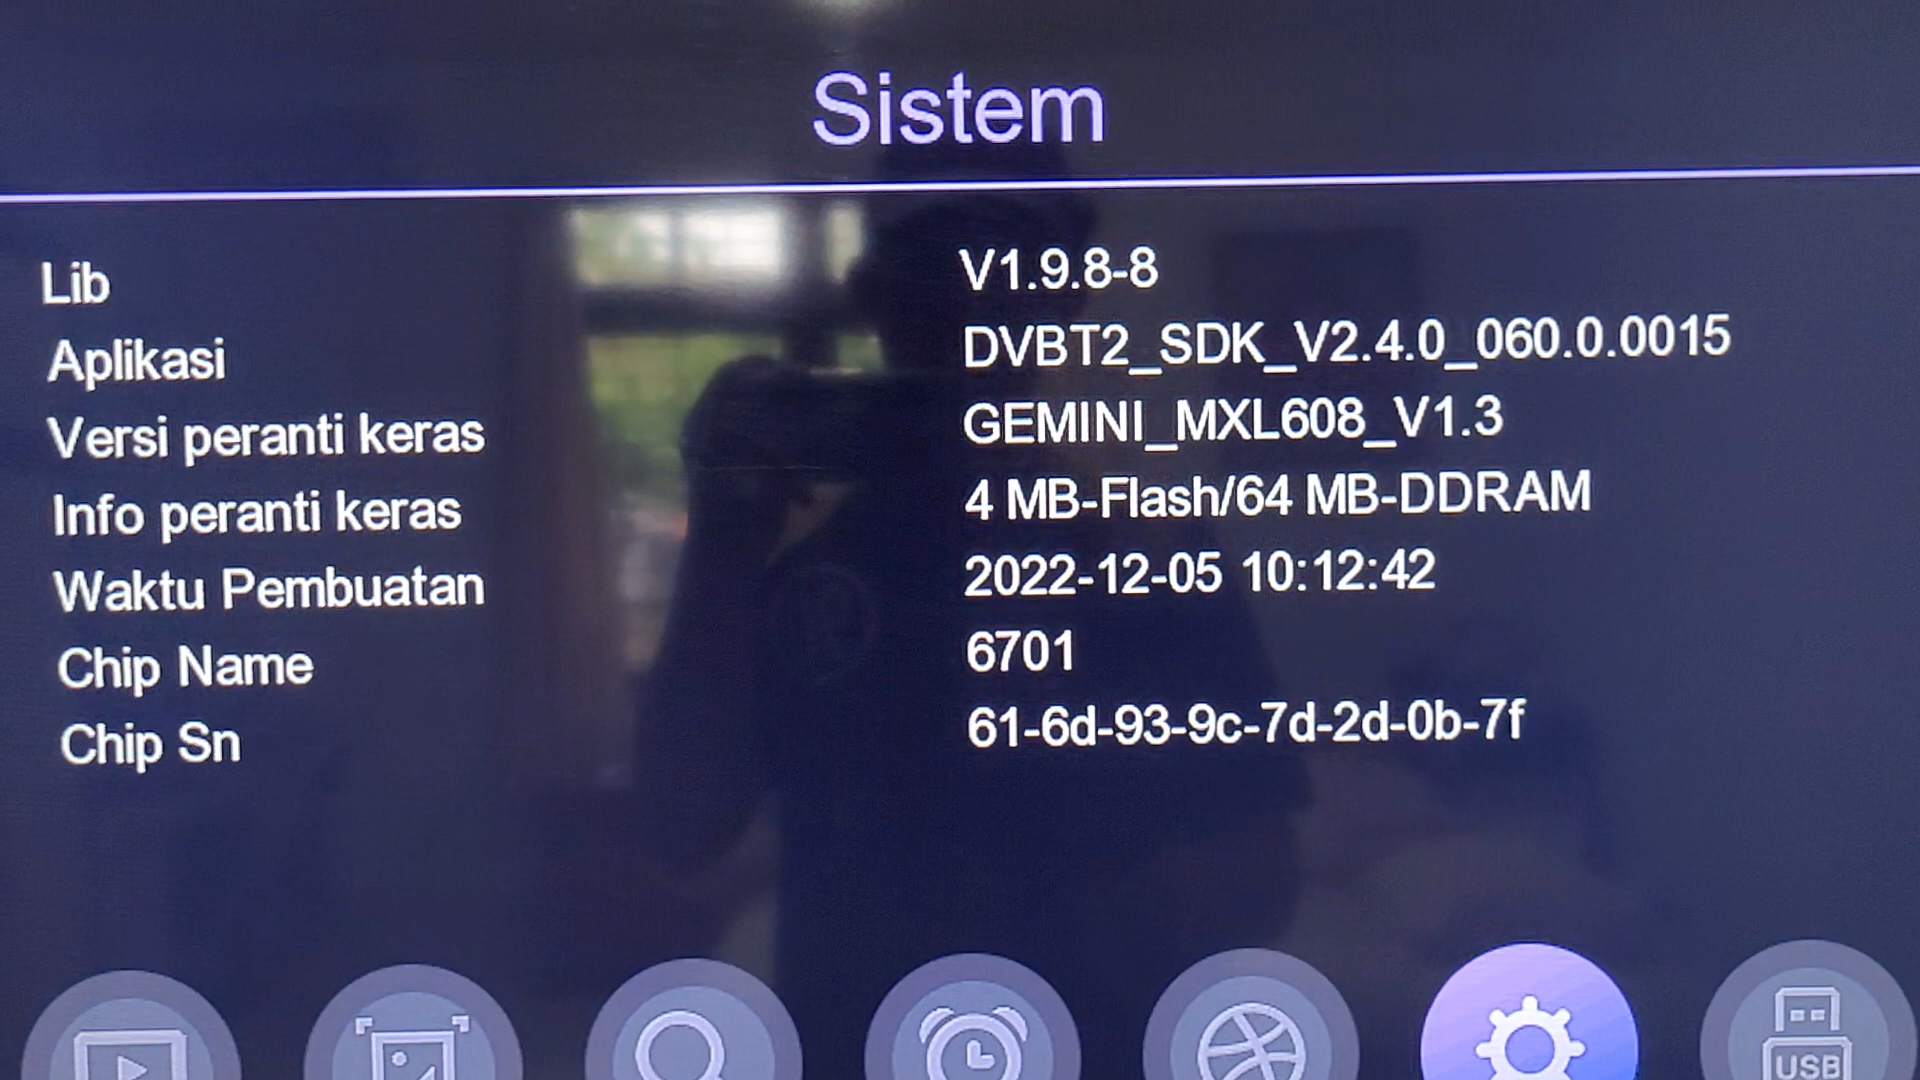 Sistem
Lib V1.9.8-8
Aplikasi DVBT2_SDK_V2.4.0_060.0.0015
Versi peranti keras GEMINI_MXL608_V1.3
Info peranti keras 4 MB-Flash/64 MB-DDRAM
Waktu Pembuatan 2022-12-05 10:12:42
Chip Name 6701
Chip Sn 61-6d-93-9c-7d-2d-0b-7f
USB